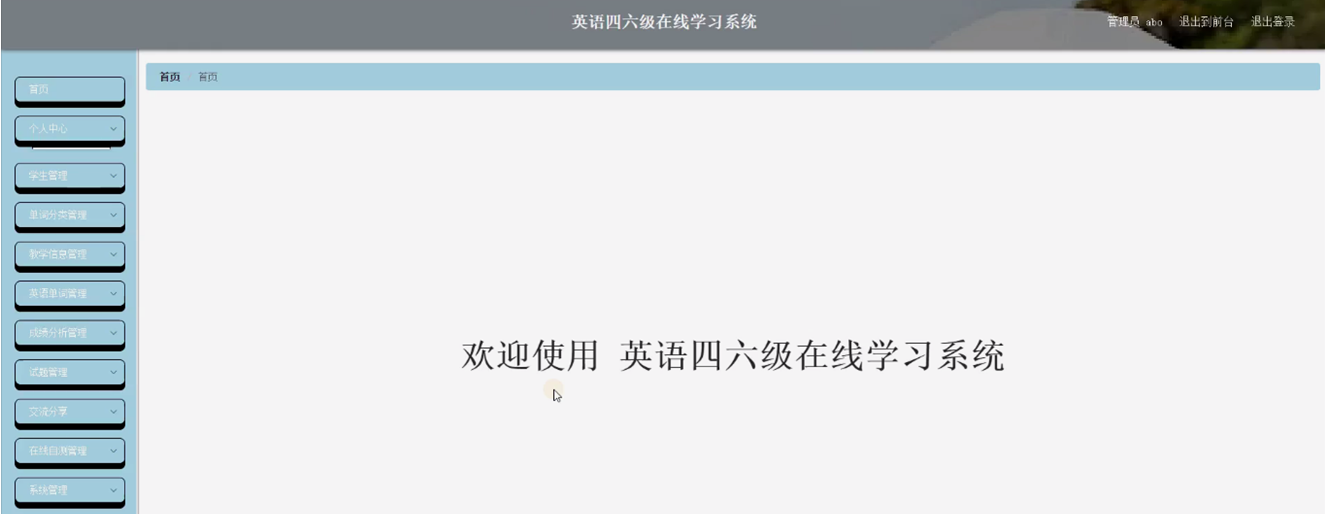 英语四六级在线学习系统
管理员 abo 退出到前台 退出登录
首页 首页
首页
个人中心
学生管理
单词分类管理
教学信息管理
英语单词管理
成绩分析管理
试题管理
交流分享
在线自测管理
系统管理
欢迎使用 英语四六级在线学习系统